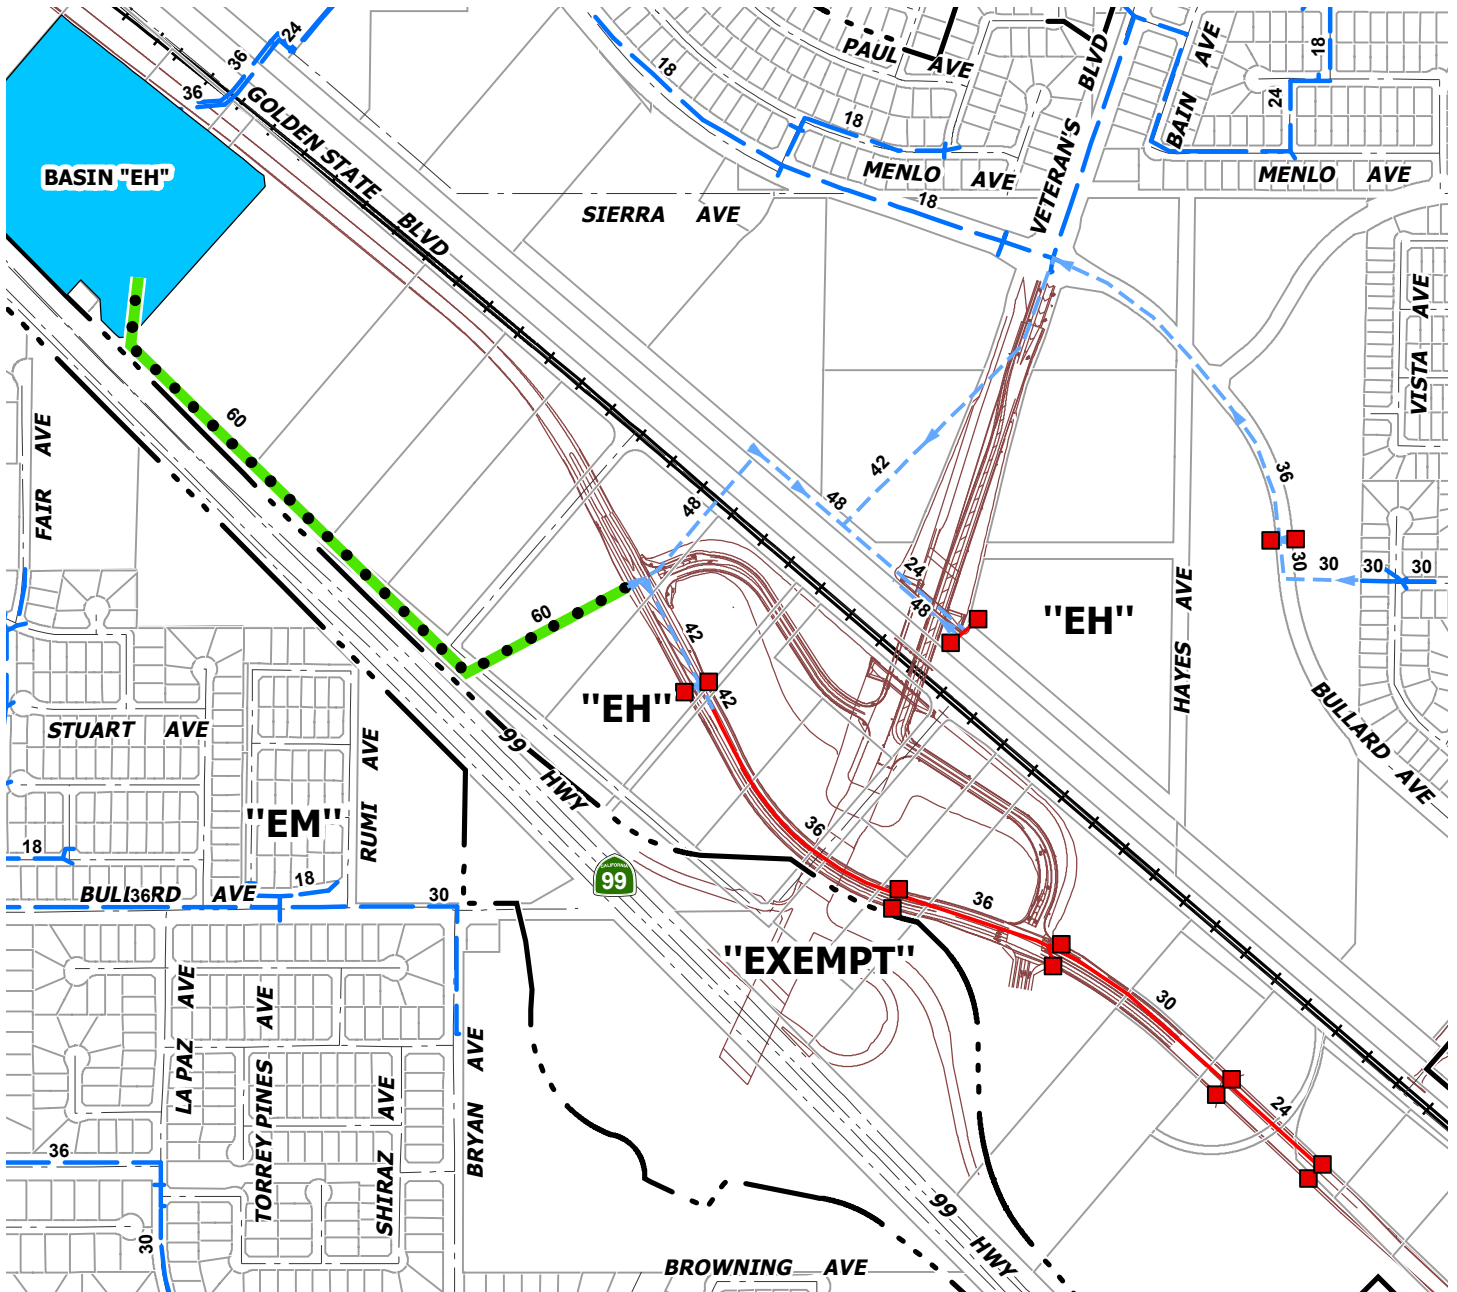 24
36
36
GOLDEN STATE BLVD
BASIN "EH"
18
PAUL AVE
VETERAN'S BLVD
BAIN AVE
18
24
18
MENLO AVE
MENLO AVE
18
SIERRA AVE
VISTA AVE
FAIR AVE
60
42
48
48
36
24
48
30
30
30
30
60
42
42
"EH"
"EH"
HAYES AVE
BULLARD AVE
STUART AVE
RUMI AVE
99 HWY
"EM"
18
18
BULL36RD AVE
30
CALIFORNIA
99
36
36
"EXEMPT"
30
24
LA PAZ AVE
TORREY PINES AVE
SHIRAZ AVE
BRYAN AVE
36
30
99 HWY
BROWNING AVE